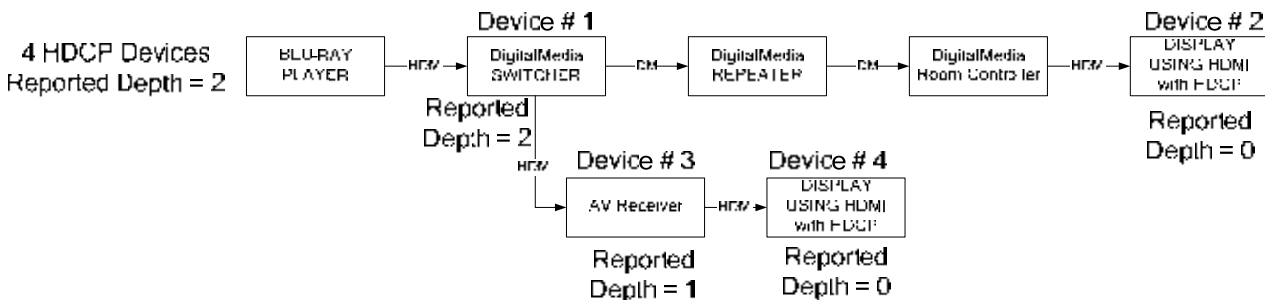 Device # 1
Device # 2
4 HDCP Devices
Reported Depth = 2
BLU-RAY
PLAYER
HDMI
DigitalMedia
SWITCHER
DM
DigitalMedia
REPEATER
DM
DigitalMedia
Room Controller
HDMI
DISPLAY
USING HDMI
with HDCP
Reported
Depth = 2
Reported
Depth = 0
HDMI
Device # 3
Device # 4
AV Receiver
HDMI
DISPLAY
USING HDMI
with HDCP
Reported
Depth = 1
Reported
Depth = 0